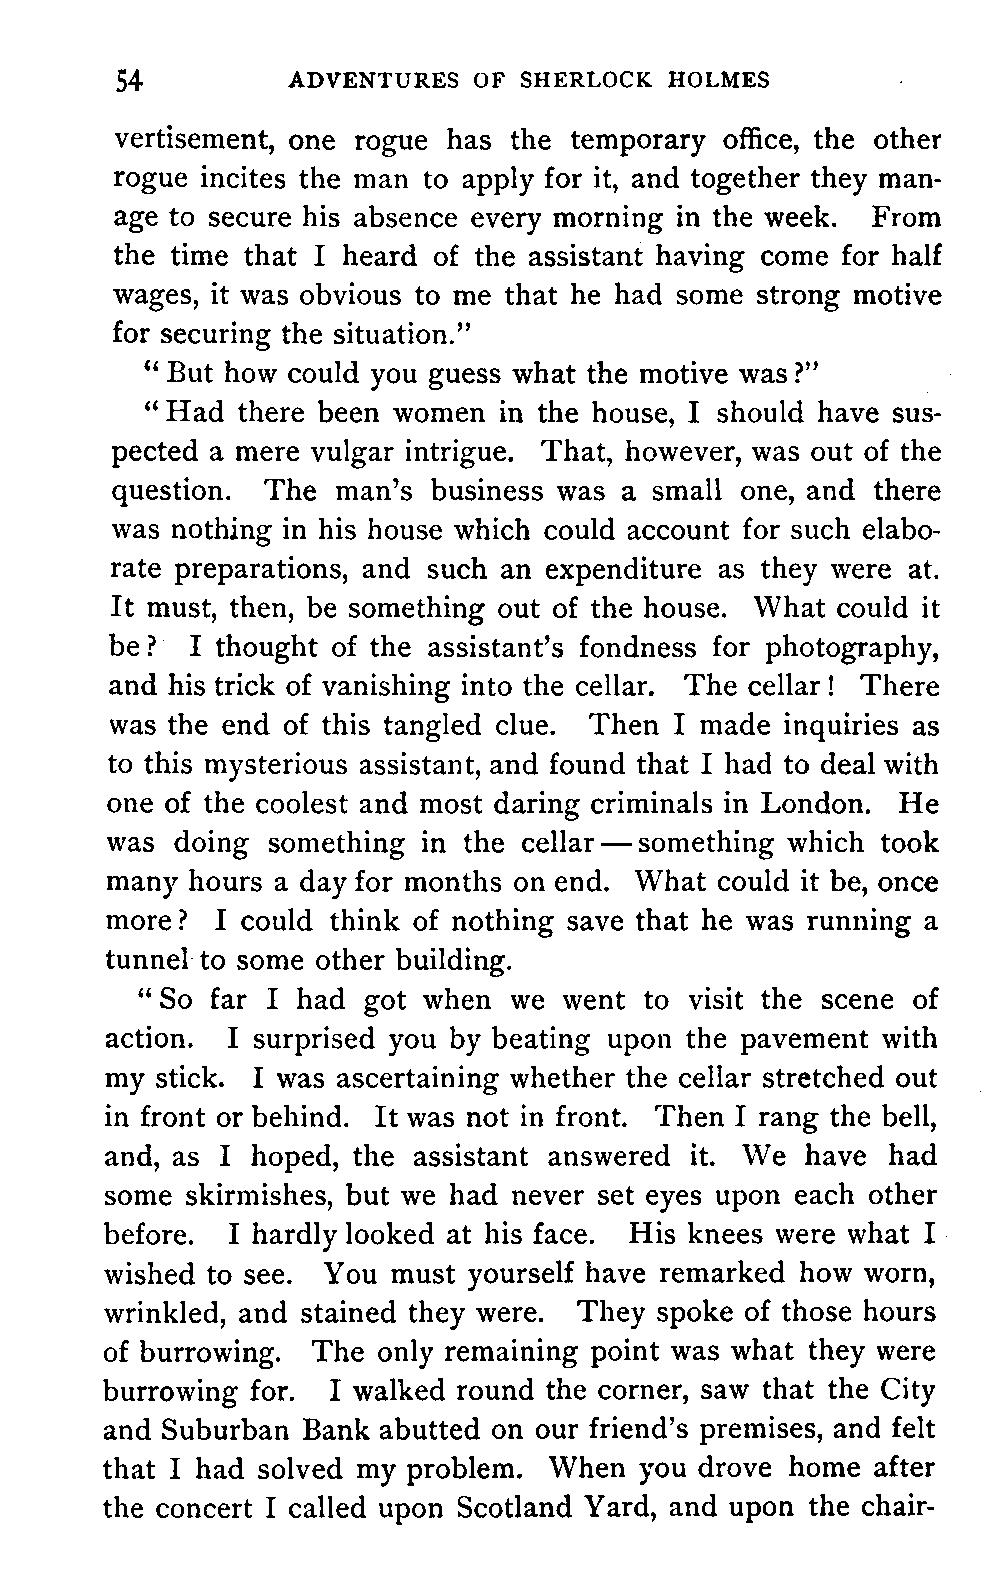 54 ADVENTURES OF SHERLOCK HOLMES
vertisement, one rogue has the temporary office, the other
rogue incites the man to apply for it, and together they man-
age to secure his absence every morning in the week. From
the time that I heard of the assistant having come for half
wages, it was obvious to me that he had some strong motive
for securing the situation."
"But how could you guess what the motive was?"
"Had there been women in the house, I should have sus-
pected a mere vulgar intrigue. That, however, was out of the
question. The man's business was a small one, and there
was nothing in his house which could account for such elabo-
rate preparations, and such an expenditure as they were at.
It must, then, be something out of the house. What could it
be? I thought of the assistant's fondness for photography,
and his trick of vanishing into the cellar. The cellar! There
was the end of this tangled clue. Then I made inquiries as
to this mysterious assistant, and found that I had to deal with
one of the coolest and most daring criminals in London. He
was doing something in the cellar—something which took
many hours a day for months on end. What could it be, once
more? I could think of nothing save that he was running a
tunnel to some other building.
"So far I had got when we went to visit the scene of
action. I surprised you by beating upon the pavement with
my stick. I was ascertaining whether the cellar stretched out
in front or behind. It was not in front. Then I rang the bell,
and, as I hoped, the assistant answered it. We have had
some skirmishes, but we had never set eyes upon each other
before. I hardly looked at his face. His knees were what I
wished to see. You must yourself have remarked how worn,
wrinkled, and stained they were. They spoke of those hours
of burrowing. The only remaining point was what they were
burrowing for. I walked round the corner, saw that the City
and Suburban Bank abutted on our friend's premises, and felt
that I had solved my problem. When you drove home after
the concert I called upon Scotland Yard, and upon the chair-